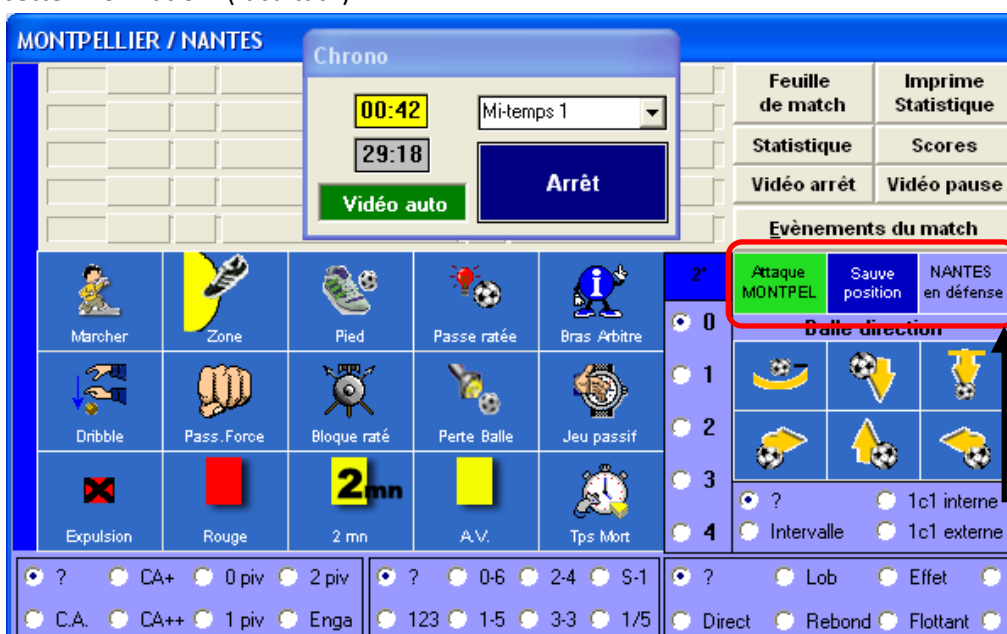 MONTPELLIER / NANTES
Chrono
00:42
Mi-temps 1
29:18
Arrêt
Vidéo auto
Feuille de match
Imprime Statistique
Statistique
Scores
Vidéo arrêt
Vidéo pause
Evènements du match
Attaque MONTPEL
Sauve position
NANTES en défense
Balle direction
Marcher
Zone
Pied
Passe ratée
Bras Arbitre
Dribble
Pass.Force
Bloque raté
Perte Balle
Jeu passif
2mn
Expulsion
Rouge
2 mn
A.V.
Tps Mort
2'
0
1
2
3
4
? 1c1 interne
Intervalle 1c1 externe
? CA+ 0 piv 2 piv
C.A. CA++ 1 piv Enga
? 0-6 2-4 S-1
123 1-5 3-3 1/5
? Lob Effet
Direct Rebond Flottant